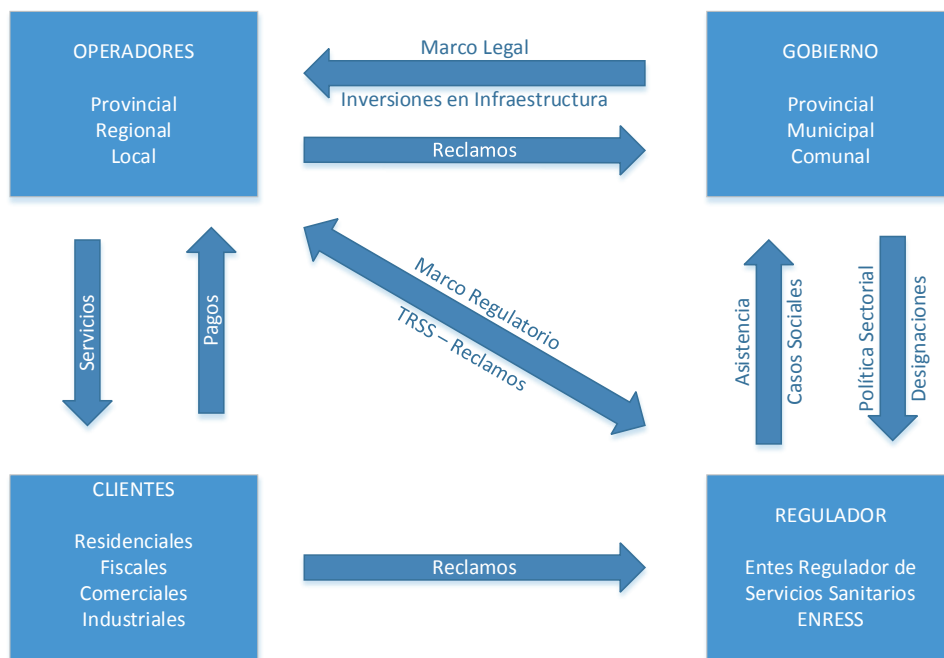 OPERADORES
Provincial
Regional
Local
Marco Legal
Inversiones en Infraestructura
Reclamos
GOBIERNO
Provincial
Municipal
Comunal
Servicios
Pagos
Marco Regulatorio
TRSS – Reclamos
Asistencia
Casos Sociales
Política Sectorial
Designaciones
CLIENTES
Residenciales
Fiscales
Comerciales
Industriales
Reclamos
REGULADOR
Entes Regulador de
Servicios Sanitarios
ENRESS